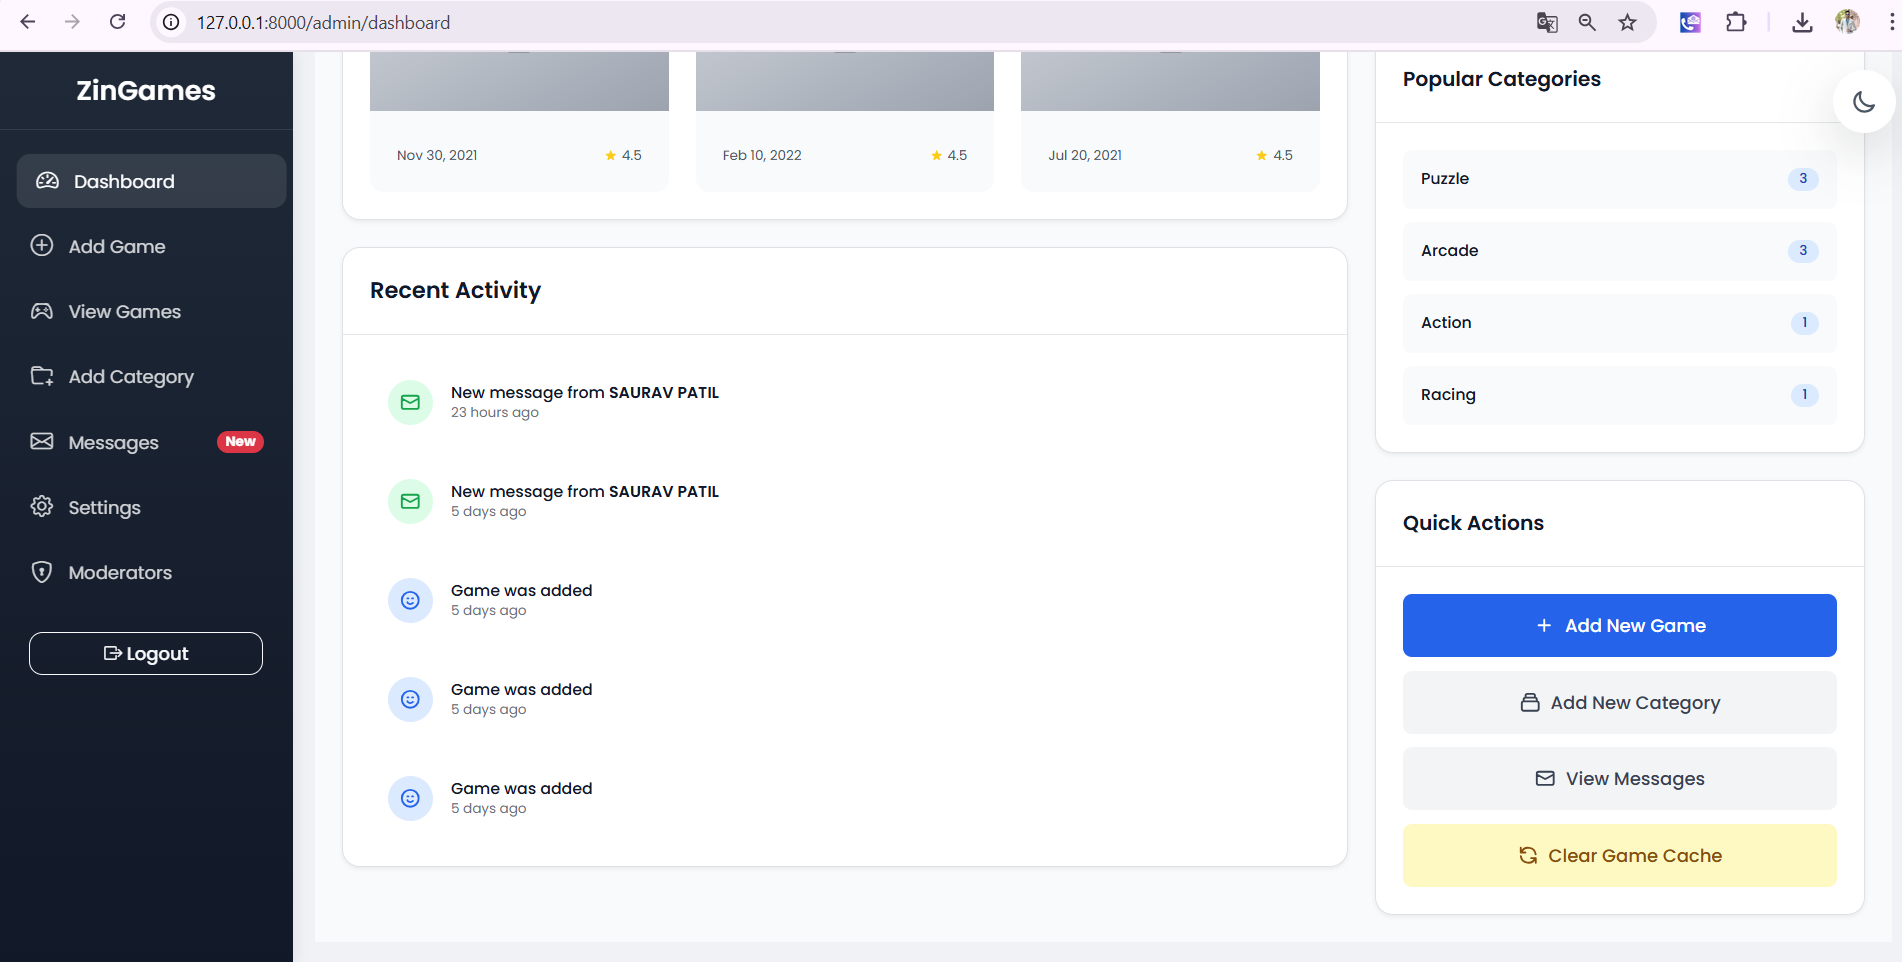 127.0.0.1:8000/admin/dashboard
ZinGames
Dashboard
Add Game
View Games
Add Category
Messages New
Settings
Moderators
Logout
Nov 30, 2021 4.5
Feb 10, 2022 4.5
Jul 20, 2021 4.5
Recent Activity
New message from SAURAV PATIL
23 hours ago
New message from SAURAV PATIL
5 days ago
Game was added
5 days ago
Game was added
5 days ago
Game was added
5 days ago
Popular Categories
Puzzle 3
Arcade 3
Action 1
Racing 1
Quick Actions
Add New Game
Add New Category
View Messages
Clear Game Cache